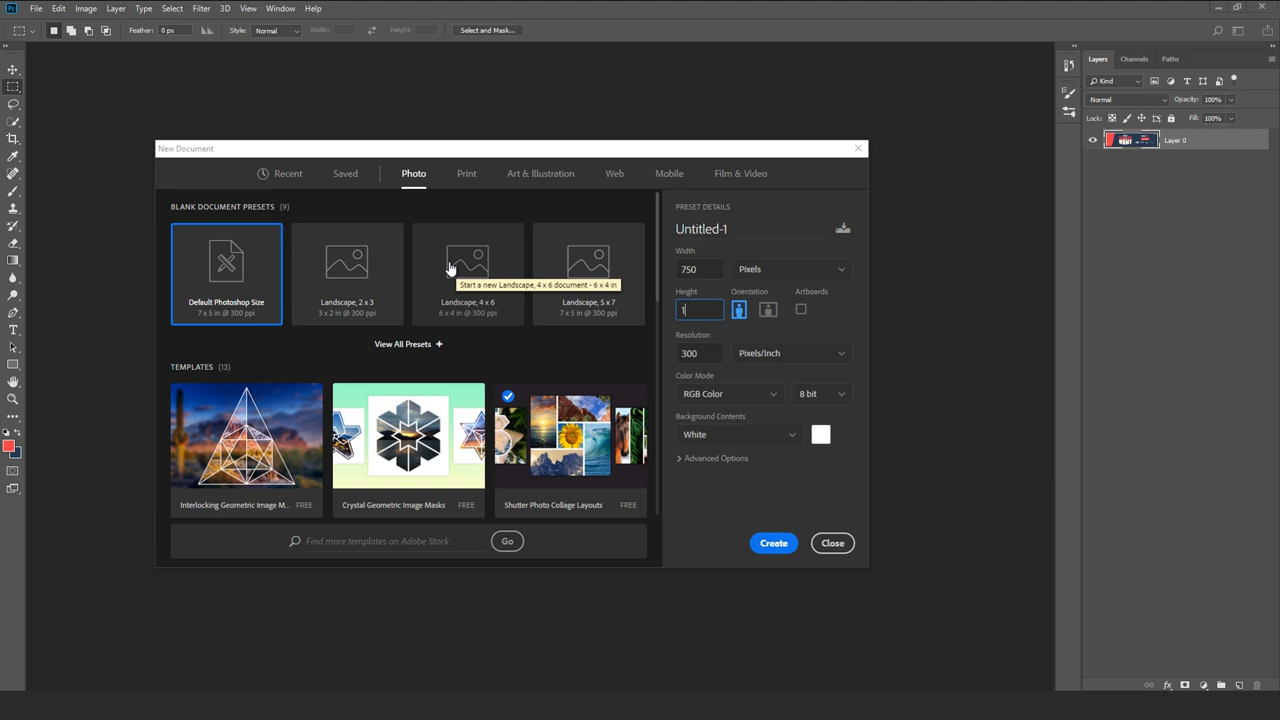 Ps File Edit Image Layer Type Select Filter 3D View Window Help
Feather: 0 px Style: Normal Width: Height: Select and Mask...
Layers Channels Paths
Kind
Normal Opacity: 100%
Lock: Fill: 100%
Layer 0
New Document
Recent Saved Photo Print Art & Illustration Web Mobile Film & Video
BLANK DOCUMENT PRESETS (9)
Default Photoshop Size
7 x 5 in @ 300 ppi
Landscape, 2 x 3
3 x 2 in @ 300 ppi
Start a new Landscape, 4 x 6 document - 6 x 4 in
Landscape, 4 x 6
6 x 4 in @ 300 ppi
Landscape, 5 x 7
7 x 5 in @ 300 ppi
View All Presets +
TEMPLATES (13)
Interlocking Geometric Image M... FREE
Crystal Geometric Image Masks FREE
Shutter Photo Collage Layouts FREE
Find more templates on Adobe Stock Go
PRESET DETAILS
Untitled-1
Width
750 Pixels
Height Orientation Artboards
1
Resolution
300 Pixels/Inch
Color Mode
RGB Color 8 bit
Background Contents
White
Advanced Options
Create Close
fx